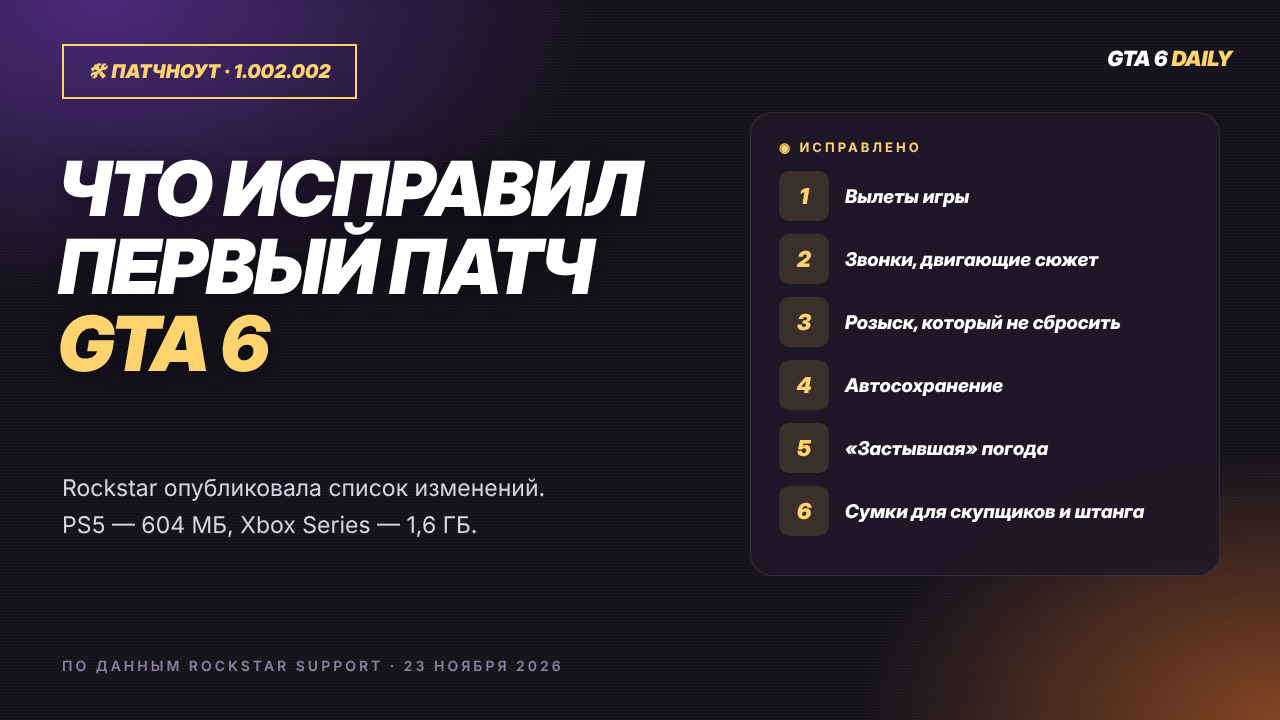 🛠 ПАТЧНОУТ · 1.002.002
GTA 6 DAILY
ЧТО ИСПРАВИЛ
ПЕРВЫЙ ПАТЧ
GTA 6
Rockstar опубликовала список изменений.
PS5 — 604 МБ, Xbox Series — 1,6 ГБ.
◉ ИСПРАВЛЕНО
1 Вылеты игры
2 Звонки, двигающие сюжет
3 Розыск, который не сбросить
4 Автосохранение
5 «Застывшая» погода
6 Сумки для скупщиков и штанга
ПО ДАННЫМ ROCKSTAR SUPPORT · 23 НОЯБРЯ 2026